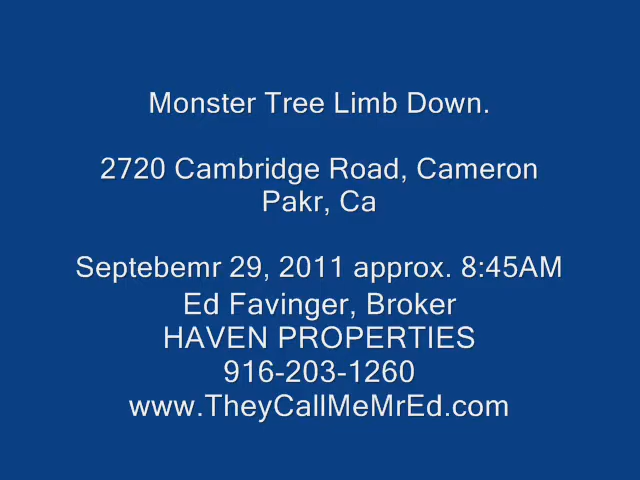 Monster Tree Limb Down.
2720 Cambridge Road, Cameron
Pakr, Ca
Septebemr 29, 2011 approx. 8:45AM
Ed Favinger, Broker
HAVEN PROPERTIES
916-203-1260
www.TheyCallMeMrEd.com